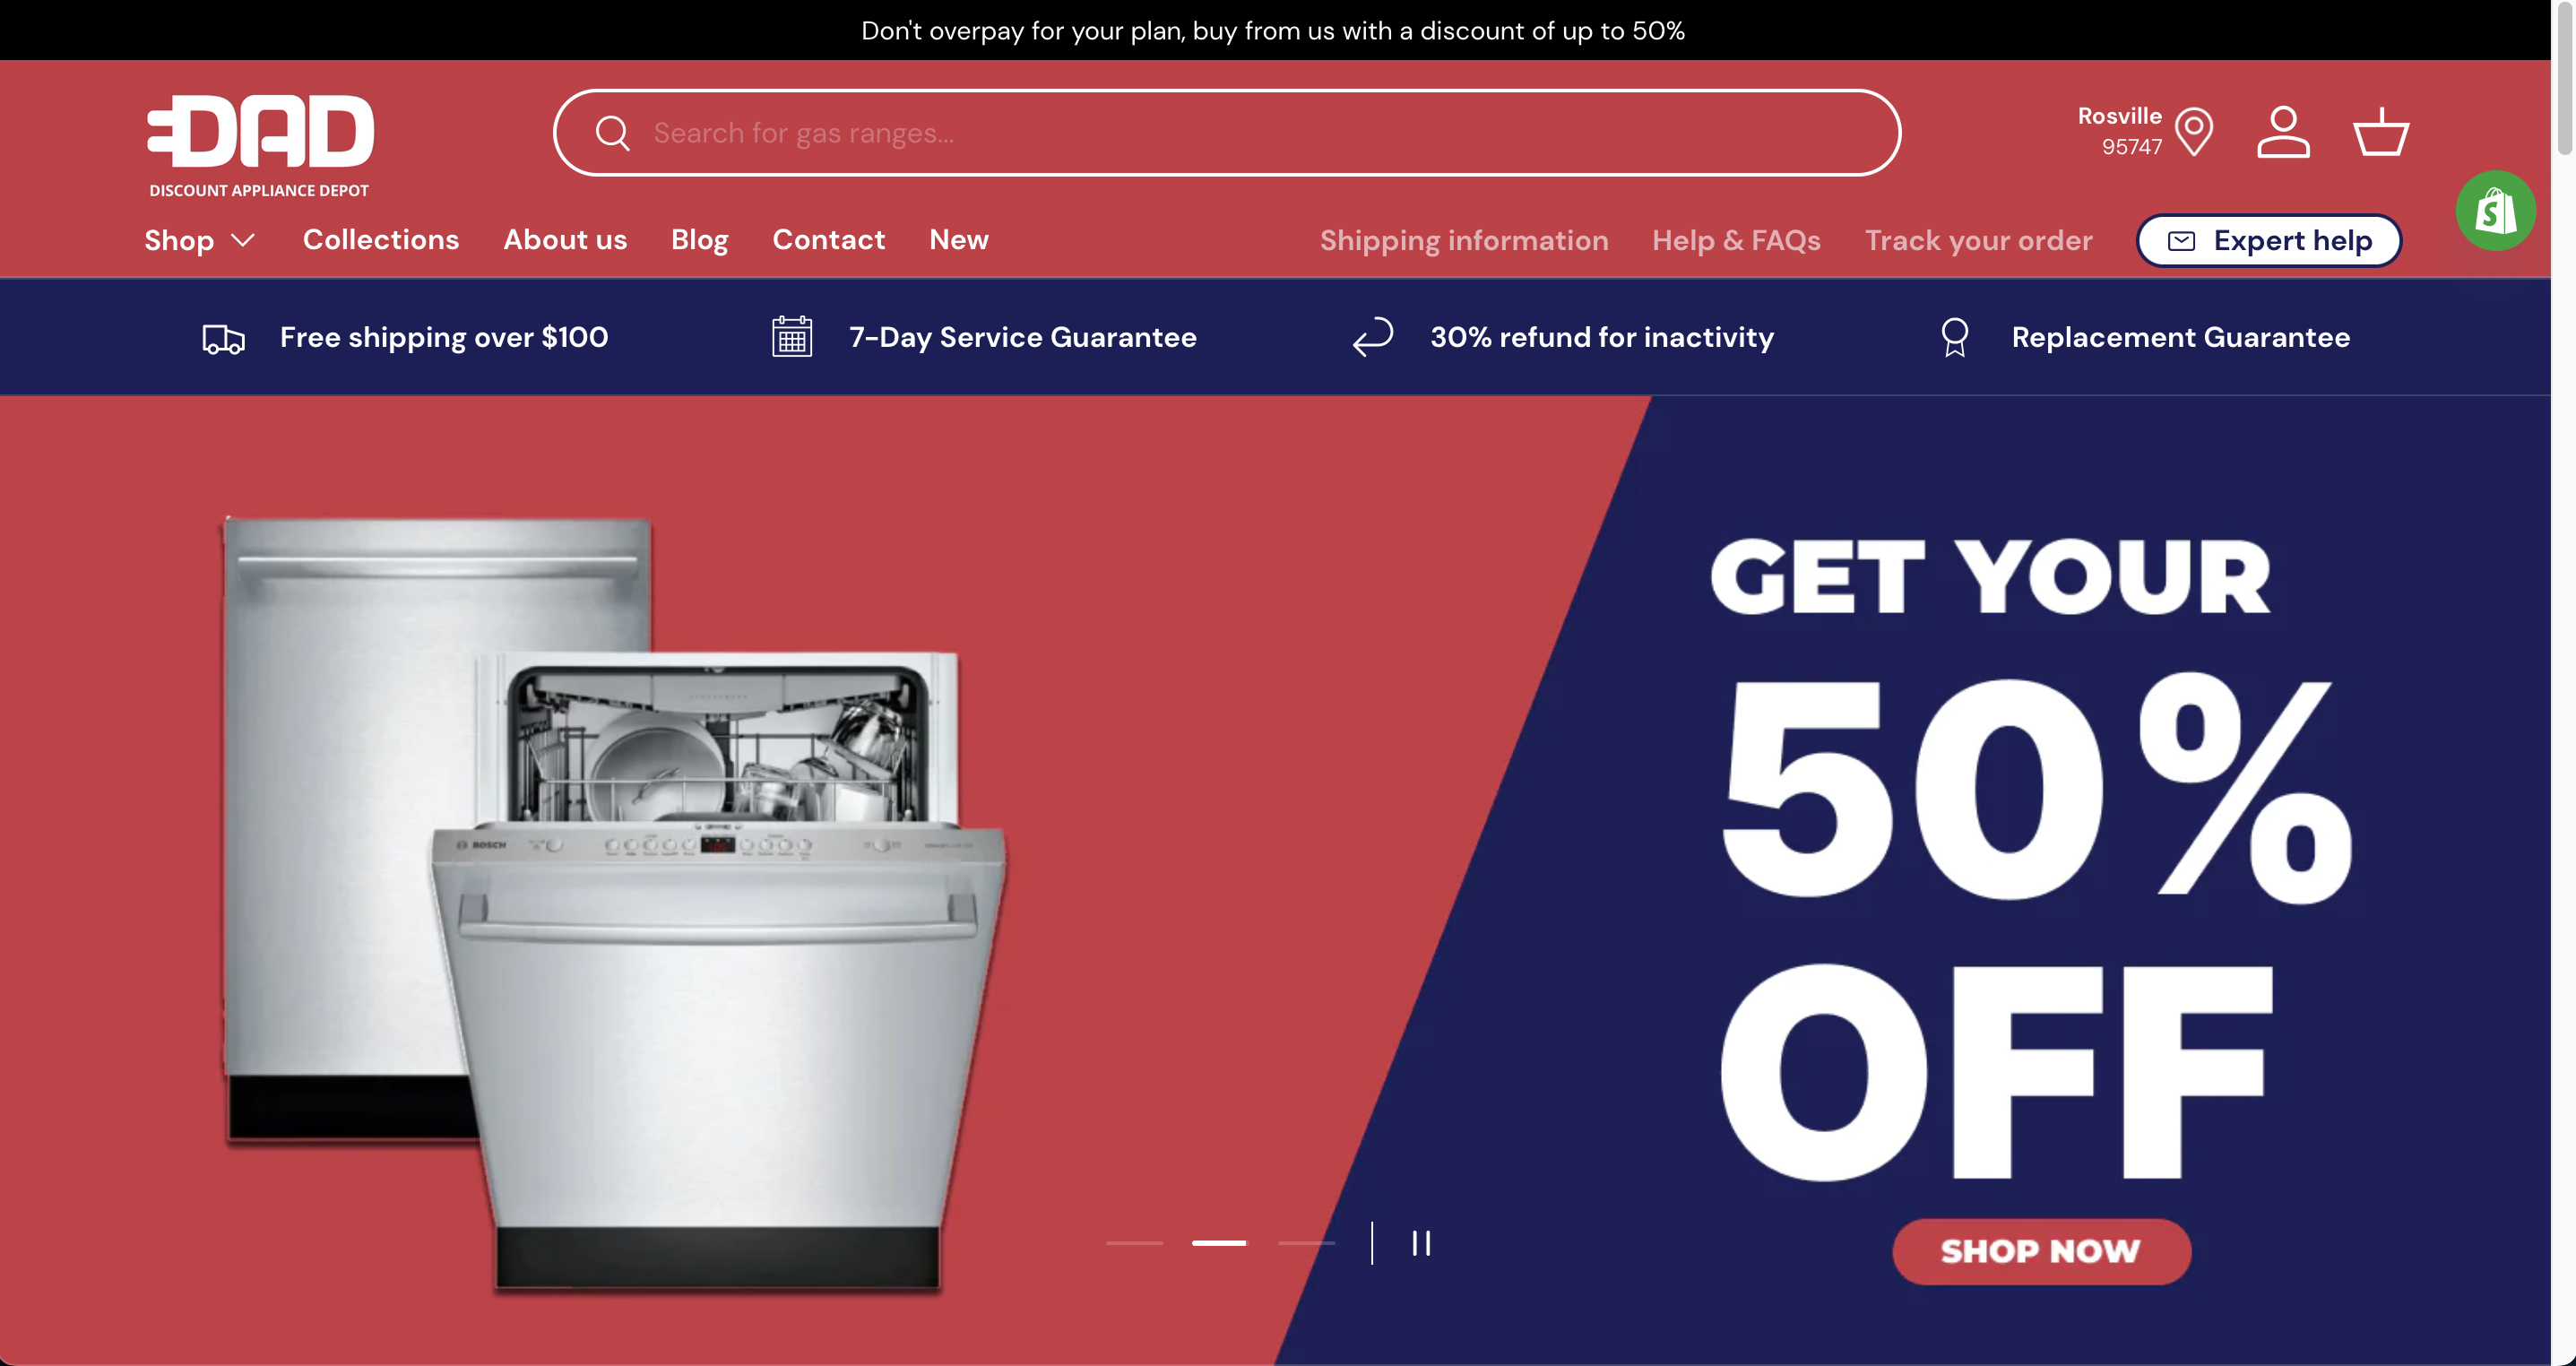 Don't overpay for your plan, buy from us with a discount of up to 50%
DAD
DISCOUNT APPLIANCE DEPOT
Search for gas ranges...
Rosville
95747
Shop
Collections
About us
Blog
Contact
New
Shipping information
Help & FAQs
Track your order
Expert help
Free shipping over $100
7-Day Service Guarantee
30% refund for inactivity
Replacement Guarantee
GET YOUR
50%
OFF
BOSCH
SHOP NOW